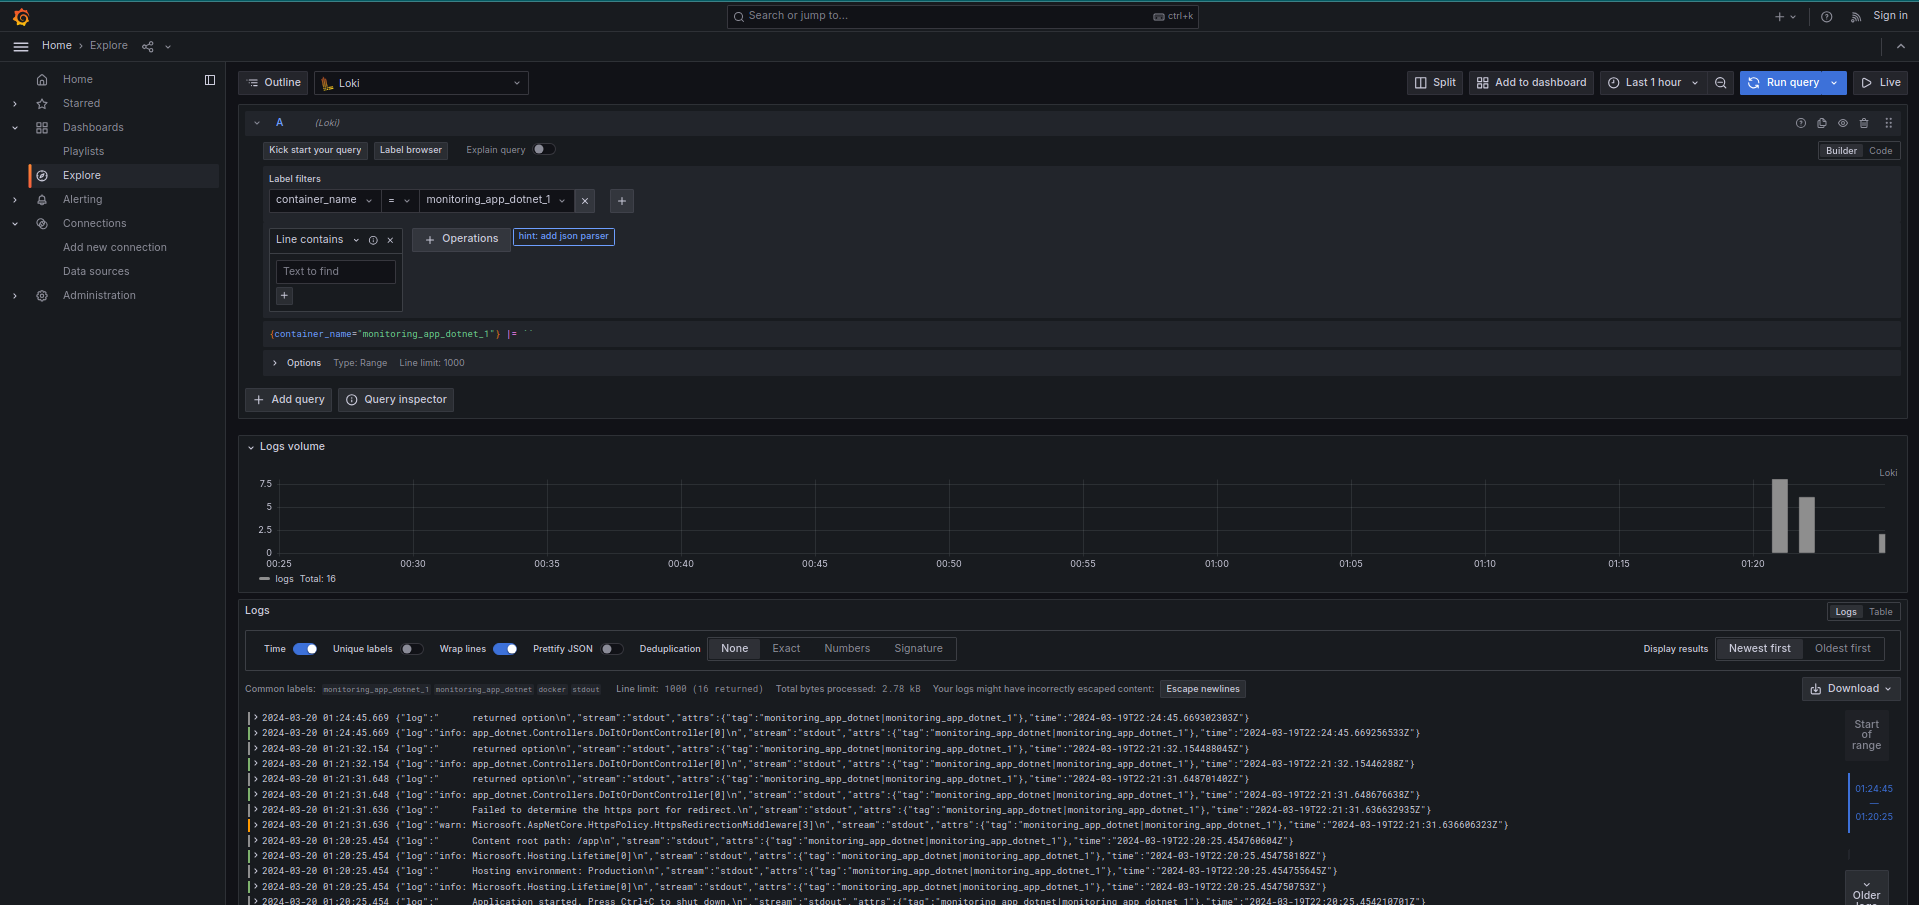 Search or jump to...
ctrl+k
Sign in
Home › Explore
Home
Starred
Dashboards
Playlists
Explore
Alerting
Connections
Add new connection
Data sources
Administration
Outline
Loki
Split
Add to dashboard
Last 1 hour
Run query
Live
A (Loki)
Kick start your query
Label browser
Explain query
Builder
Code
Label filters
container_name
=
monitoring_app_dotnet_1
Line contains
Operations
hint: add json parser
Text to find
{container_name="monitoring_app_dotnet_1"} |= ``
Options Type: Range Line limit: 1000
Add query
Query inspector
Logs volume
Loki
7.5
5
2.5
0
00:25 00:30 00:35 00:40 00:45 00:50 00:55 01:00 01:05 01:10 01:15 01:20
logs Total: 16
Logs
Logs
Table
Time
Unique labels
Wrap lines
Prettify JSON
Deduplication
None
Exact
Numbers
Signature
Display results
Newest first
Oldest first
Common labels: monitoring_app_dotnet_1 monitoring_app_dotnet docker stdout Line limit: 1000 (16 returned) Total bytes processed: 2.78 kB Your logs might have incorrectly escaped content: Escape newlines
Download
2024-03-20 01:24:45.669 {"log":"      returned option\n","stream":"stdout","attrs":{"tag":"monitoring_app_dotnet|monitoring_app_dotnet_1"},"time":"2024-03-19T22:24:45.669302303Z"}
2024-03-20 01:24:45.669 {"log":"info: app_dotnet.Controllers.DoItOrDontController[0]\n","stream":"stdout","attrs":{"tag":"monitoring_app_dotnet|monitoring_app_dotnet_1"},"time":"2024-03-19T22:24:45.669256533Z"}
2024-03-20 01:21:32.154 {"log":"      returned option\n","stream":"stdout","attrs":{"tag":"monitoring_app_dotnet|monitoring_app_dotnet_1"},"time":"2024-03-19T22:21:32.154488045Z"}
2024-03-20 01:21:32.154 {"log":"info: app_dotnet.Controllers.DoItOrDontController[0]\n","stream":"stdout","attrs":{"tag":"monitoring_app_dotnet|monitoring_app_dotnet_1"},"time":"2024-03-19T22:21:32.15446288Z"}
2024-03-20 01:21:31.648 {"log":"      returned option\n","stream":"stdout","attrs":{"tag":"monitoring_app_dotnet|monitoring_app_dotnet_1"},"time":"2024-03-19T22:21:31.648701402Z"}
2024-03-20 01:21:31.648 {"log":"info: app_dotnet.Controllers.DoItOrDontController[0]\n","stream":"stdout","attrs":{"tag":"monitoring_app_dotnet|monitoring_app_dotnet_1"},"time":"2024-03-19T22:21:31.648676638Z"}
2024-03-20 01:21:31.636 {"log":"      Failed to determine the https port for redirect.\n","stream":"stdout","attrs":{"tag":"monitoring_app_dotnet|monitoring_app_dotnet_1"},"time":"2024-03-19T22:21:31.636632935Z"}
2024-03-20 01:21:31.636 {"log":"warn: Microsoft.AspNetCore.HttpsPolicy.HttpsRedirectionMiddleware[3]\n","stream":"stdout","attrs":{"tag":"monitoring_app_dotnet|monitoring_app_dotnet_1"},"time":"2024-03-19T22:21:31.636606323Z"}
2024-03-20 01:20:25.454 {"log":"      Content root path: /app\n","stream":"stdout","attrs":{"tag":"monitoring_app_dotnet|monitoring_app_dotnet_1"},"time":"2024-03-19T22:20:25.454760604Z"}
2024-03-20 01:20:25.454 {"log":"info: Microsoft.Hosting.Lifetime[0]\n","stream":"stdout","attrs":{"tag":"monitoring_app_dotnet|monitoring_app_dotnet_1"},"time":"2024-03-19T22:20:25.454758182Z"}
2024-03-20 01:20:25.454 {"log":"      Hosting environment: Production\n","stream":"stdout","attrs":{"tag":"monitoring_app_dotnet|monitoring_app_dotnet_1"},"time":"2024-03-19T22:20:25.454755645Z"}
2024-03-20 01:20:25.454 {"log":"info: Microsoft.Hosting.Lifetime[0]\n","stream":"stdout","attrs":{"tag":"monitoring_app_dotnet|monitoring_app_dotnet_1"},"time":"2024-03-19T22:20:25.454750753Z"}
2024-03-20 01:20:25.454 {"log":"      Application started. Press Ctrl+C to shut down.\n","stream":"stdout","attrs":{"tag":"monitoring_app_dotnet|monitoring_app_dotnet_1"},"time":"2024-03-19T22:20:25.454210701Z"}
Start
of
range
01:24:45
—
01:20:25
Older